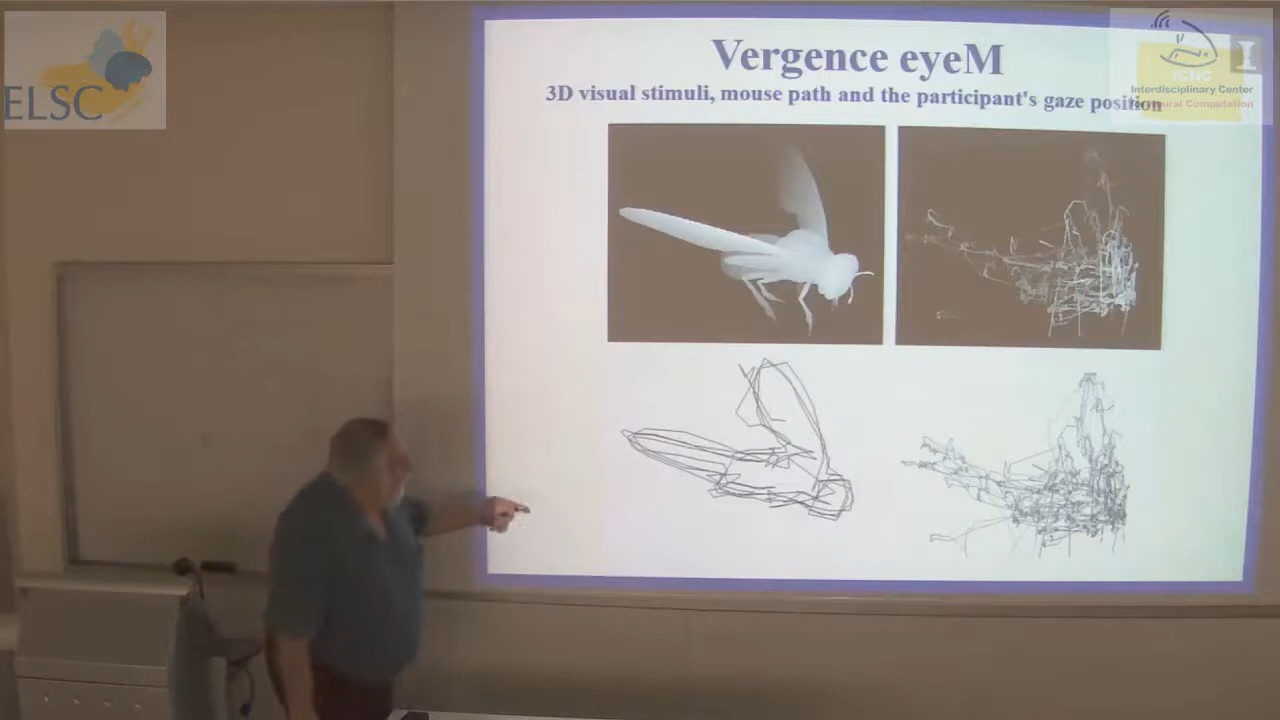 ELSC
Vergence eyeM
3D visual stimuli, mouse path and the participant's gaze position
ICNC
Interdisciplinary Center
Neural Computation